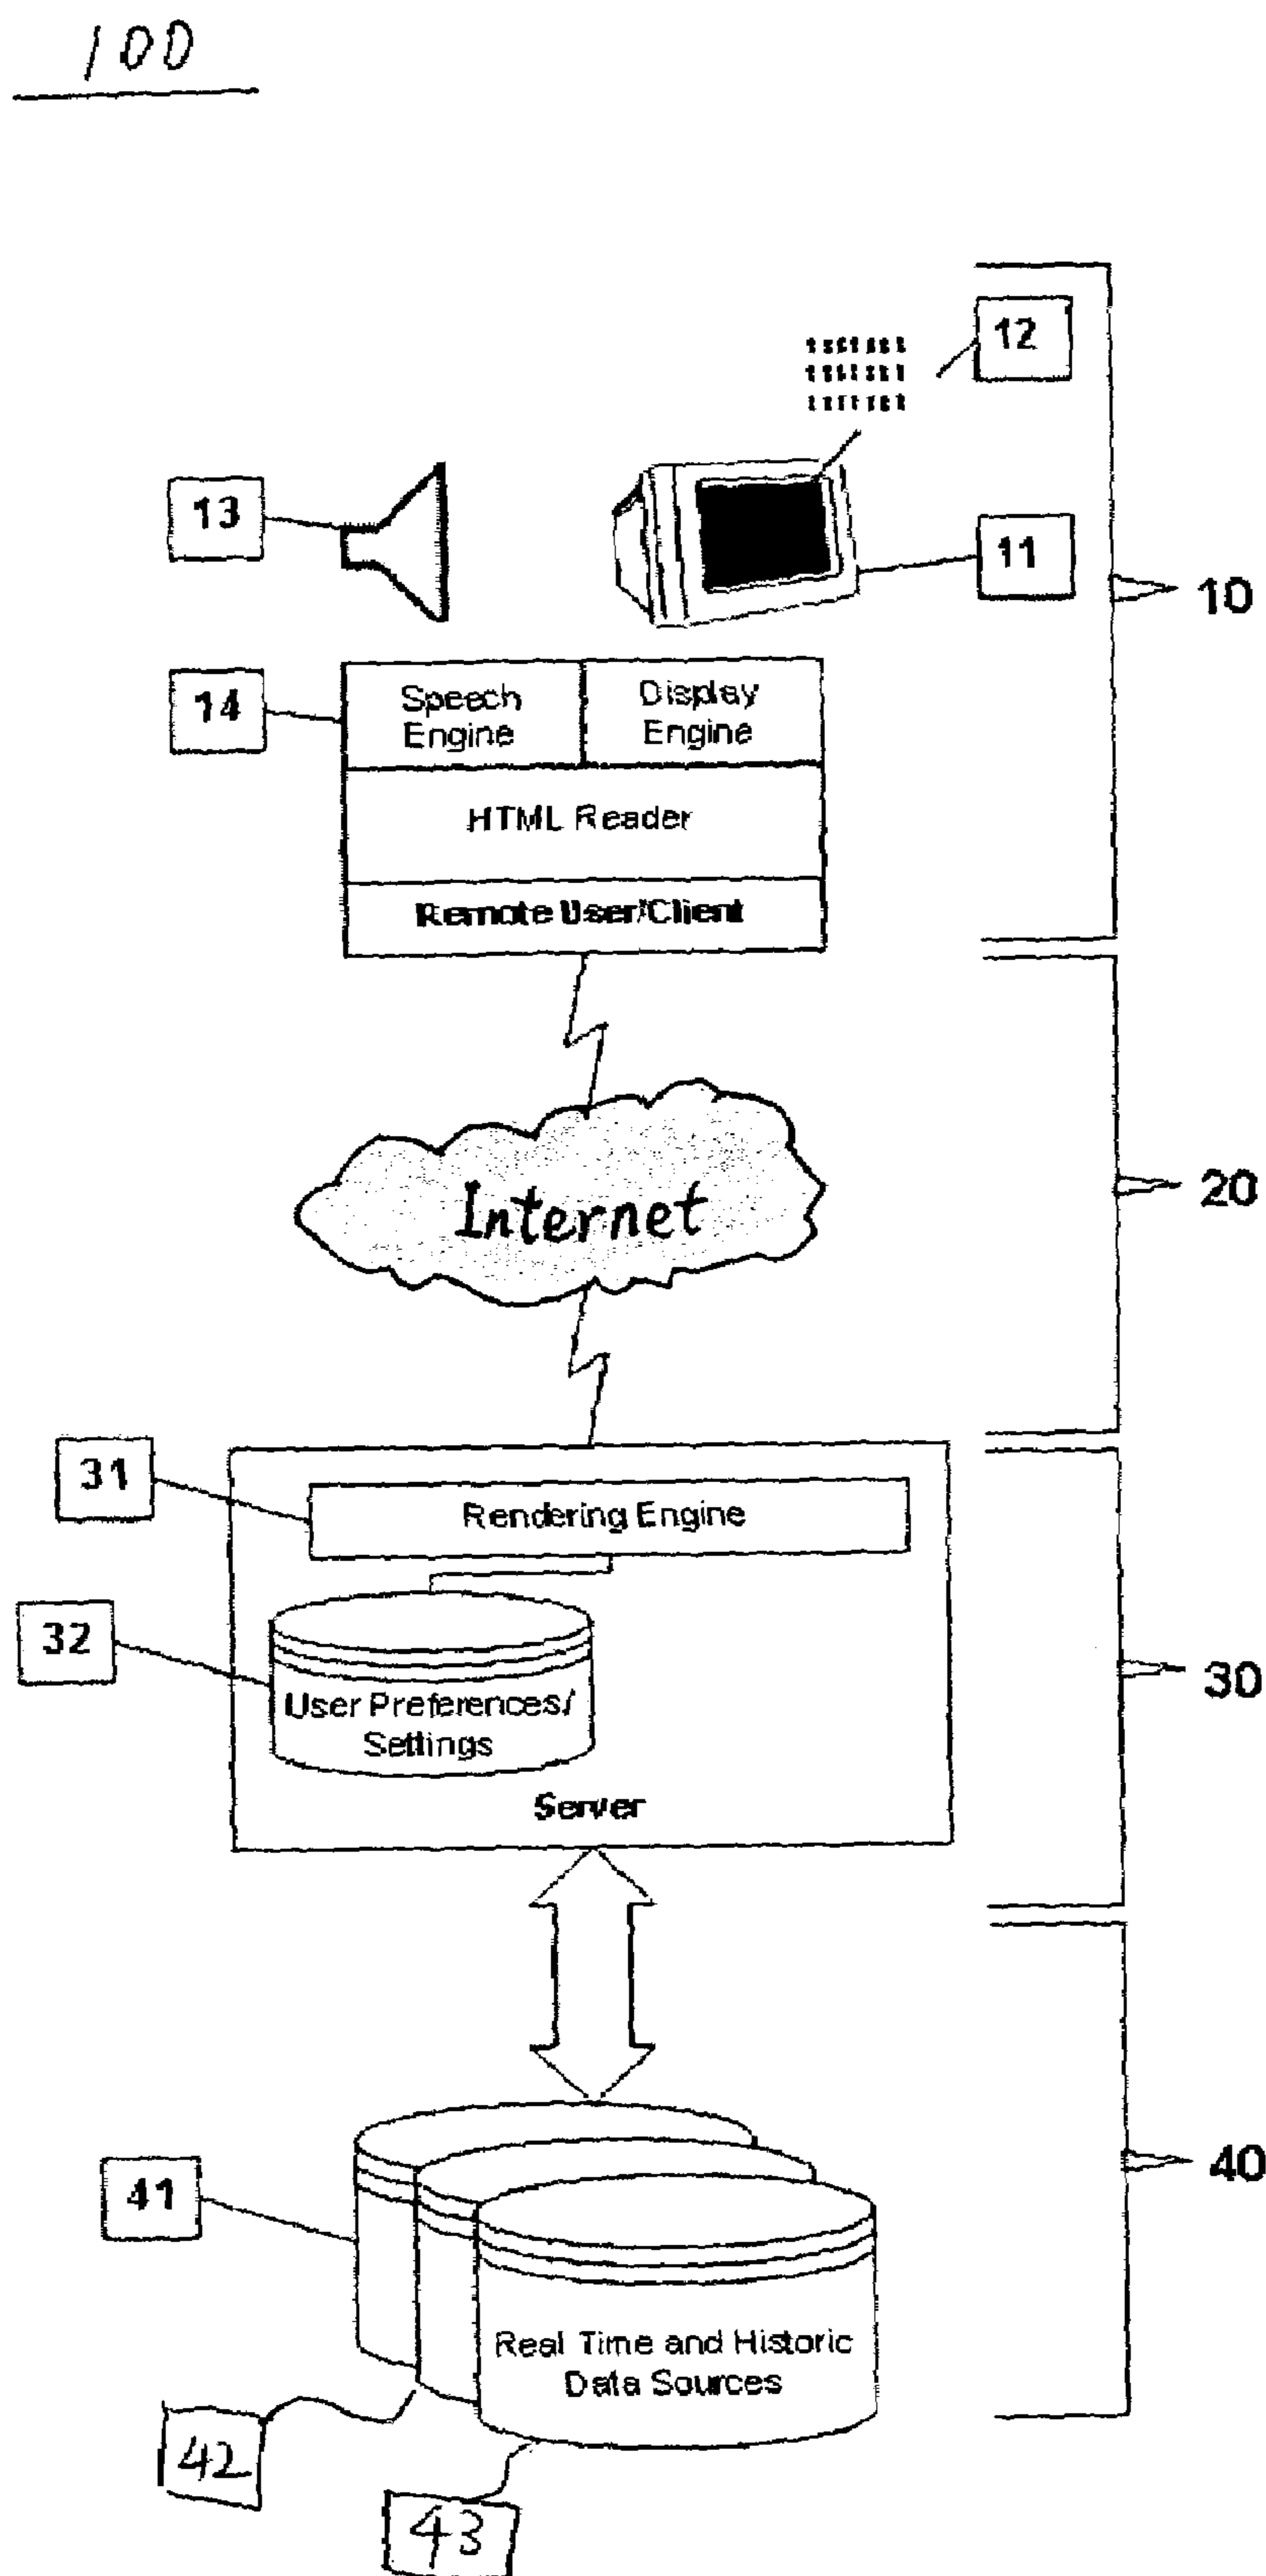 100
12
13
11
10
14
Speech
Engine
Display
Engine
HTML Reader
Remote User/Client
20
Internet
31
Rendering Engine
32
User Preferences/
Settings
30
Server
41
40
Real Time and Historic
Data Sources
42
43